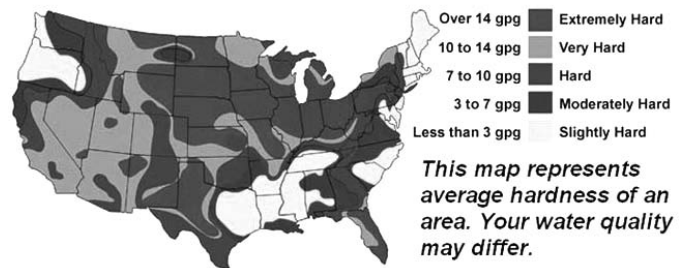 Over 14 gpg Extremely Hard
10 to 14 gpg Very Hard
7 to 10 gpg Hard
3 to 7 gpg Moderately Hard
Less than 3 gpg Slightly Hard
This map represents
average hardness of an
area. Your water quality
may differ.